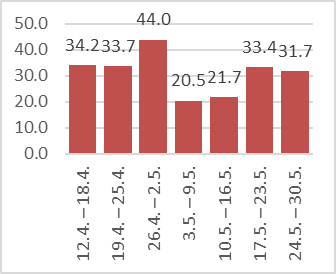 50.0
40.0
30.0
20.0
10.0
0.0
34.2
33.7
44.0
20.5
21.7
33.4
31.7
12.4. – 18.4.
19.4. – 25.4.
26.4. – 2.5.
3.5. – 9.5.
10.5. – 16.5.
17.5. – 23.5.
24.5. – 30.5.